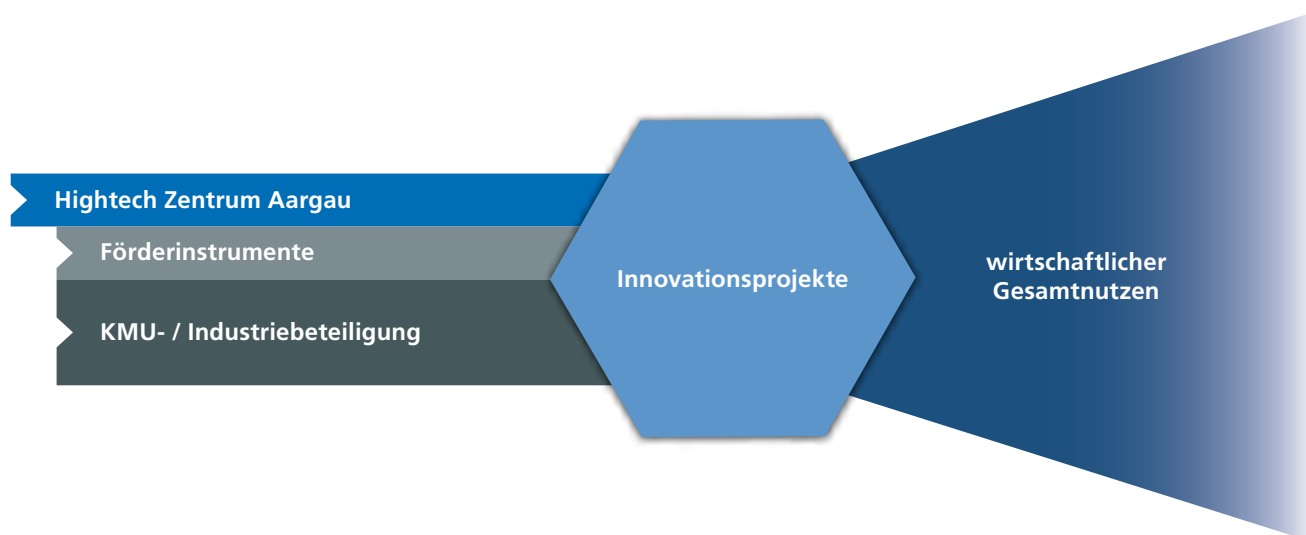 Hightech Zentrum Aargau
Förderinstrumente
KMU- / Industriebeteiligung
Innovationsprojekte
wirtschaftlicher
Gesamtnutzen